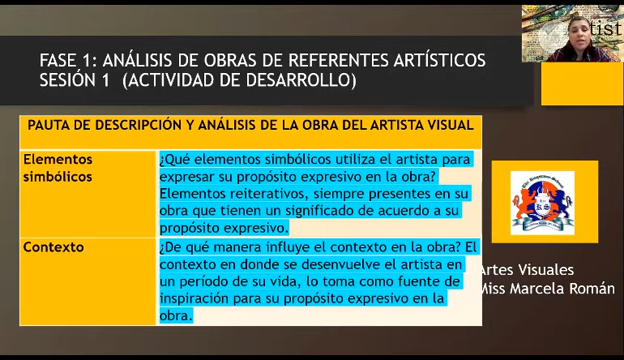 tist
FASE 1: ANÁLISIS DE OBRAS DE REFERENTES ARTÍSTICOS
SESIÓN 1 (ACTIVIDAD DE DESARROLLO)
PAUTA DE DESCRIPCIÓN Y ANÁLISIS DE LA OBRA DEL ARTISTA VISUAL
Elementos
simbólicos
¿Qué elementos simbólicos utiliza el artista para
expresar su propósito expresivo en la obra?
Elementos reiterativos, siempre presentes en su
obra que tienen un significado de acuerdo a su
propósito expresivo.
Contexto
¿De qué manera influye el contexto en la obra? El
contexto en donde se desenvuelve el artista en
un período de su vida, lo toma como fuente de
inspiración para su propósito expresivo en la
obra.
K S
Artes Visuales
Miss Marcela Román